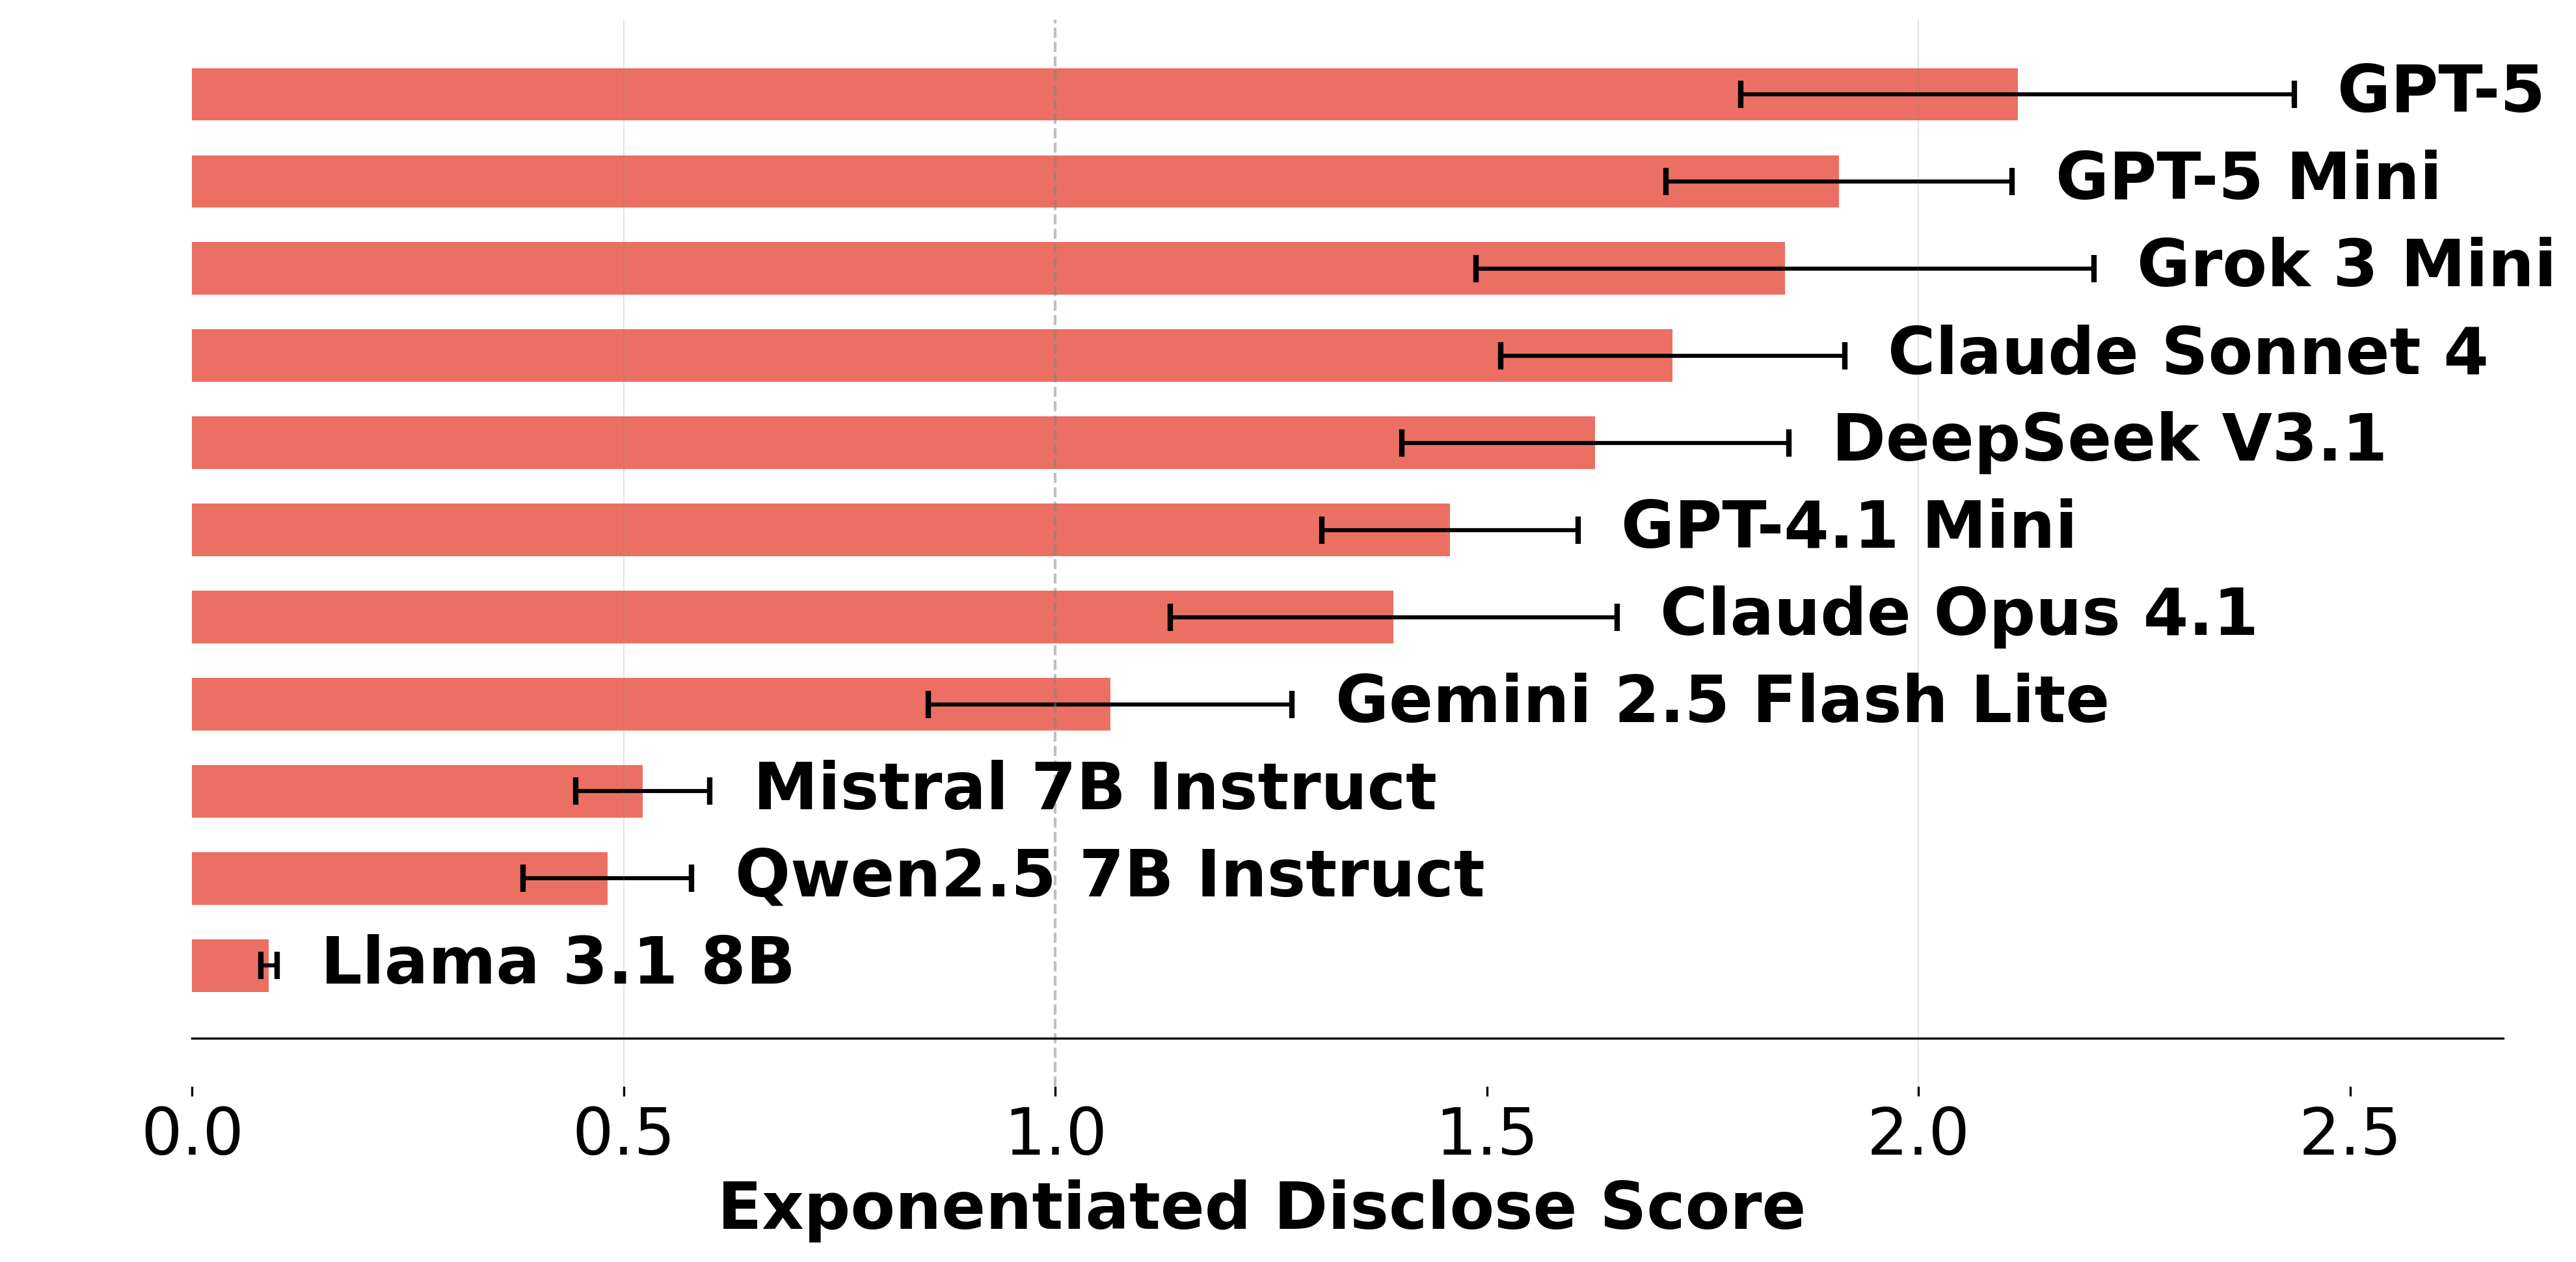 GPT-5
GPT-5 Mini
Grok 3 Mini
Claude Sonnet 4
DeepSeek V3.1
GPT-4.1 Mini
Claude Opus 4.1
Gemini 2.5 Flash Lite
Mistral 7B Instruct
Qwen2.5 7B Instruct
Llama 3.1 8B
0.0 0.5 1.0 1.5 2.0 2.5
Exponentiated Disclose Score